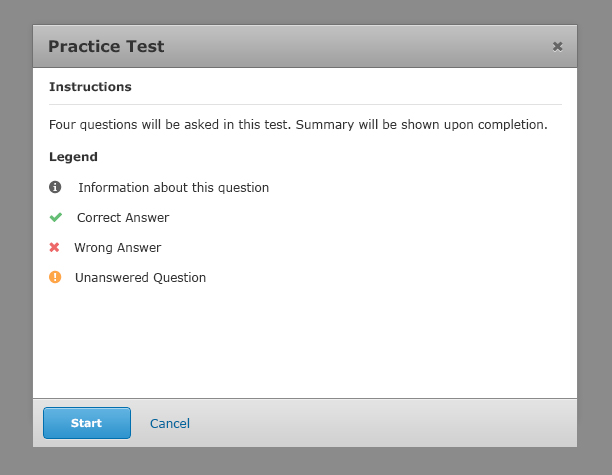 Practice Test
Instructions
Four questions will be asked in this test. Summary will be shown upon completion.
Legend
Information about this question
Correct Answer
Wrong Answer
Unanswered Question
Start
Cancel